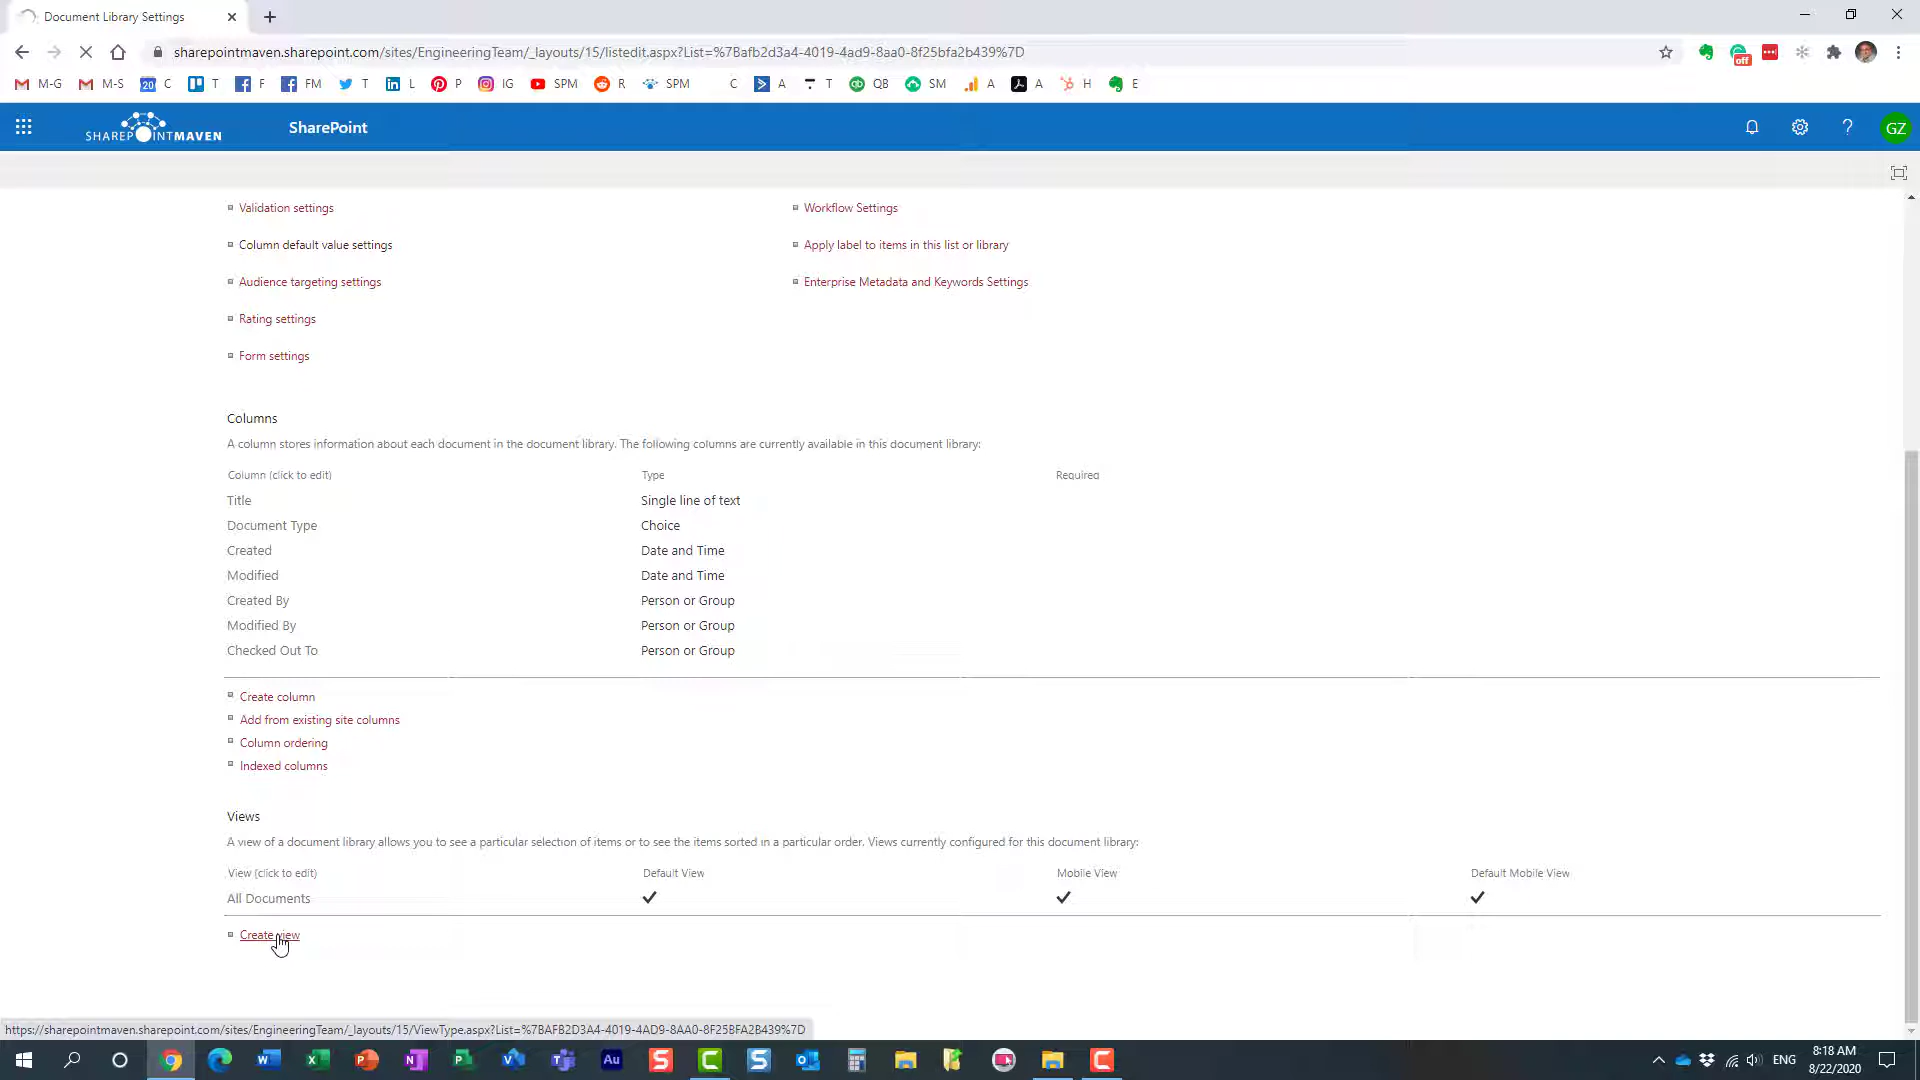 Document Library Settings
sharepointmaven.sharepoint.com/sites/EngineeringTeam/_layouts/15/listedit.aspx?List=%7Bafb2d3a4-4019-4ad9-8aa0-8f25bfa2b439%7D
off
M-G M-S 20 C T F FM T L P IG SPM R SPM C A T QB SM A A H E
SHAREPOINTMAVEN SharePoint ? GZ
Validation settings Workflow Settings
Column default value settings Apply label to items in this list or library
Audience targeting settings Enterprise Metadata and Keywords Settings
Rating settings
Form settings
Columns
A column stores information about each document in the document library. The following columns are currently available in this document library:
Column (click to edit) Type Required
Title Single line of text
Document Type Choice
Created Date and Time
Modified Date and Time
Created By Person or Group
Modified By Person or Group
Checked Out To Person or Group
Create column
Add from existing site columns
Column ordering
Indexed columns
Views
A view of a document library allows you to see a particular selection of items or to see the items sorted in a particular order. Views currently configured for this document library:
View (click to edit) Default View Mobile View Default Mobile View
All Documents
Create view
https://sharepointmaven.sharepoint.com/sites/EngineeringTeam/_layouts/15/ViewType.aspx?List=%7BAFB2D3A4-4019-4AD9-8AA0-8F25BFA2B439%7D
Au ENG 8:18 AM
8/22/2020